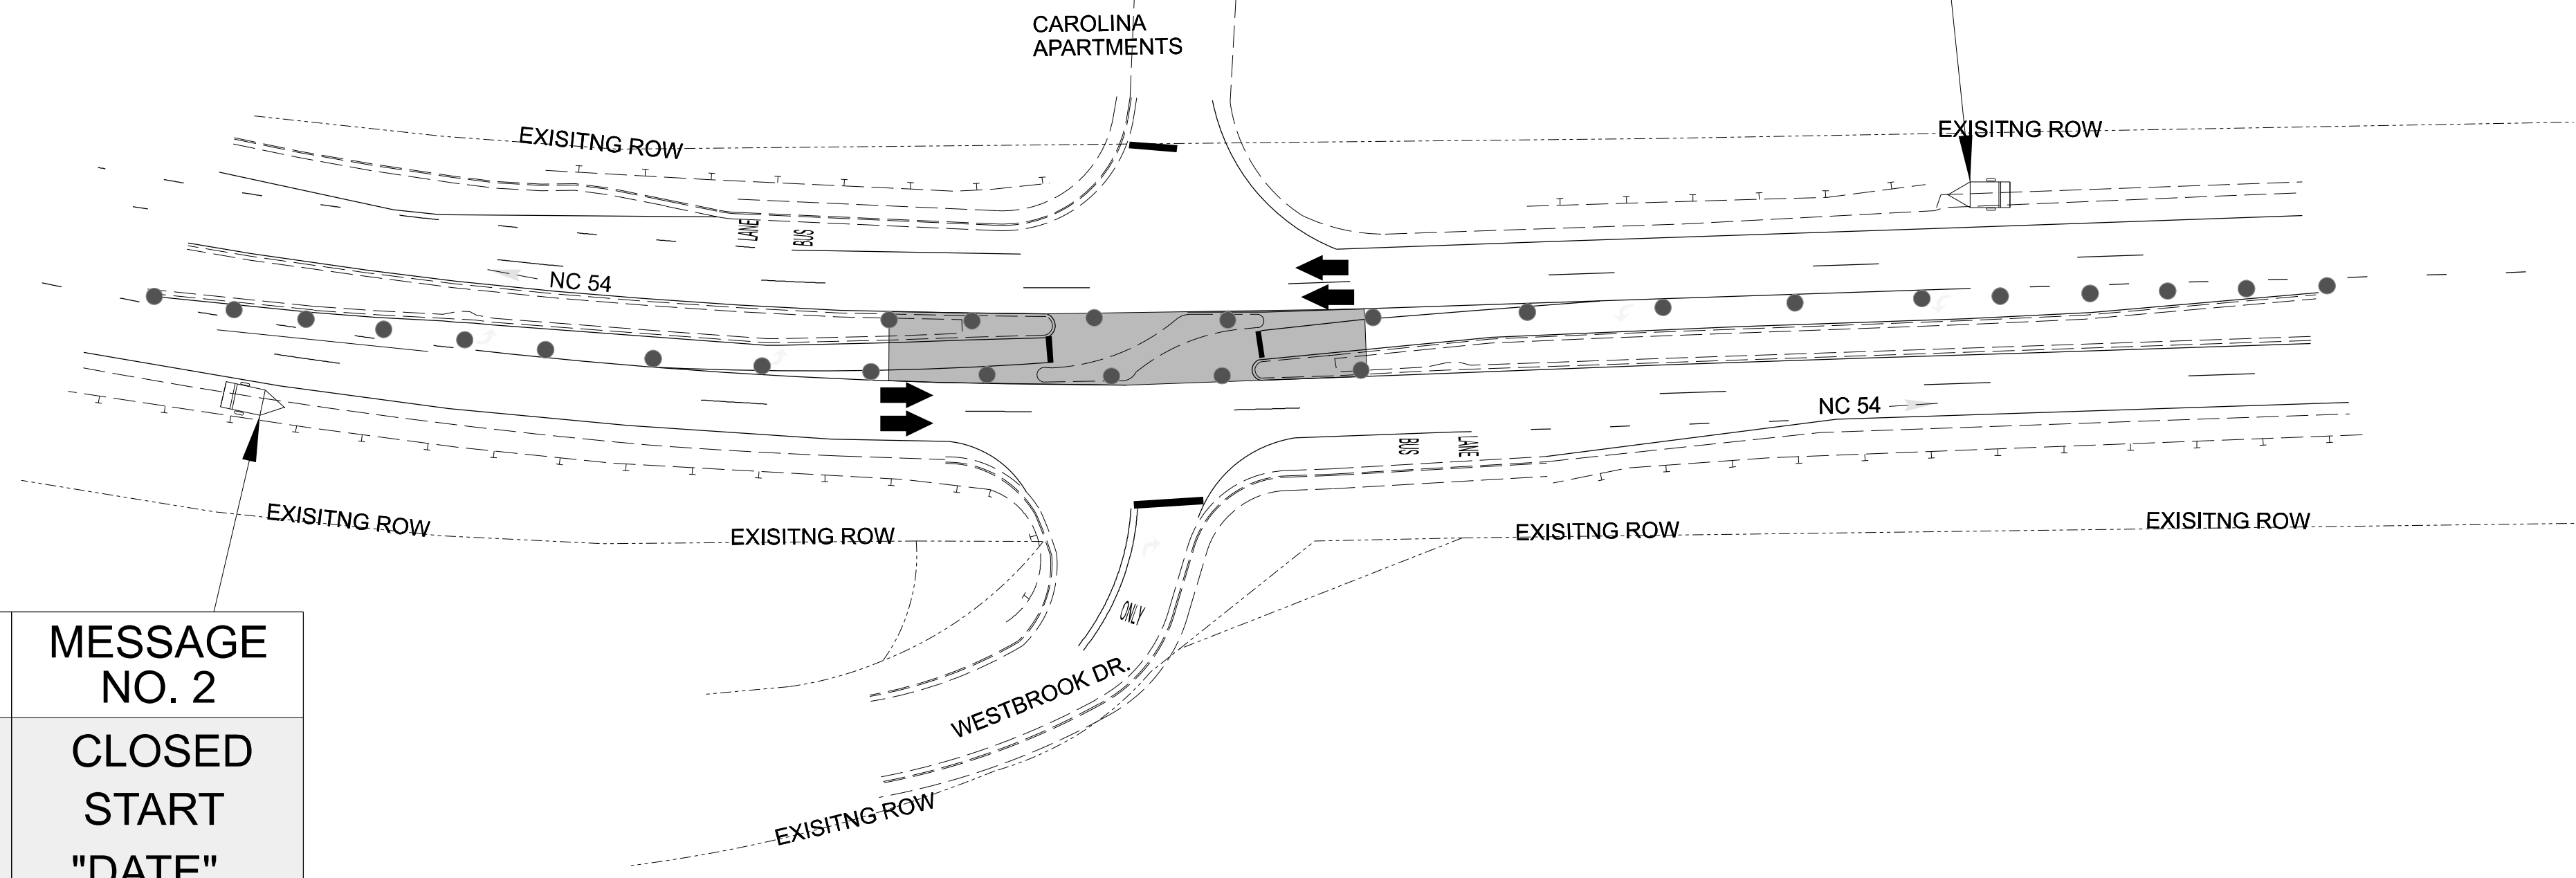 CAROLINA
APARTMENTS
EXISITNG ROW
EXISITNG ROW
LANE
BUS
NC 54
NC 54
BUS
LANE
EXISITNG ROW
EXISITNG ROW
EXISITNG ROW
EXISITNG ROW
ONLY
WESTBROOK DR.
EXISITNG ROW
MESSAGE
NO. 2
CLOSED
START
"DATE"